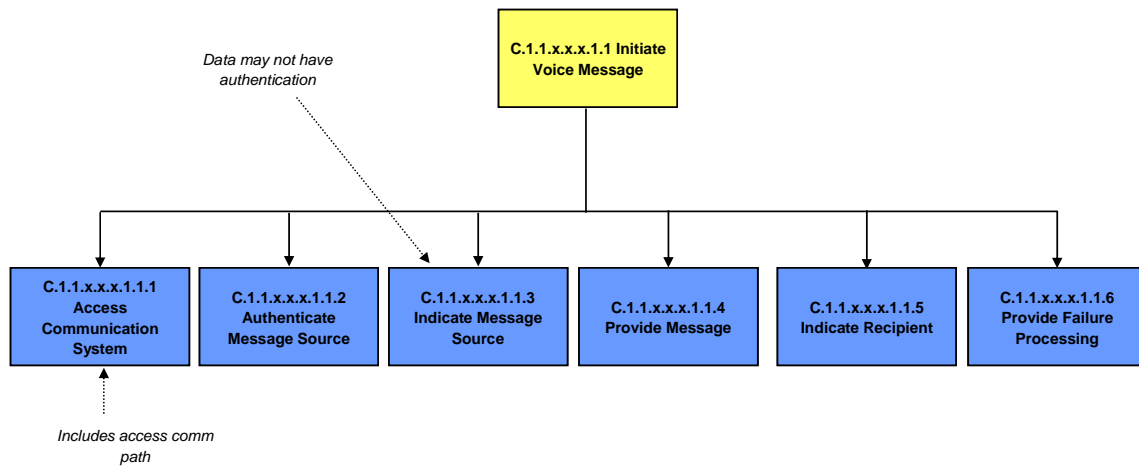 C.1.1.x.x.x.1.1 Initiate
Voice Message
Data may not have
authentication
C.1.1.x.x.x.1.1.1
Access
Communication
System
C.1.1.x.x.x.1.1.2
Authenticate
Message Source
C.1.1.x.x.x.1.1.3
Indicate Message
Source
C.1.1.x.x.x.1.1.4
Provide Message
C.1.1.x.x.x.1.1.5
Indicate Recipient
C.1.1.x.x.x.1.1.6
Provide Failure
Processing
Includes access comm
path